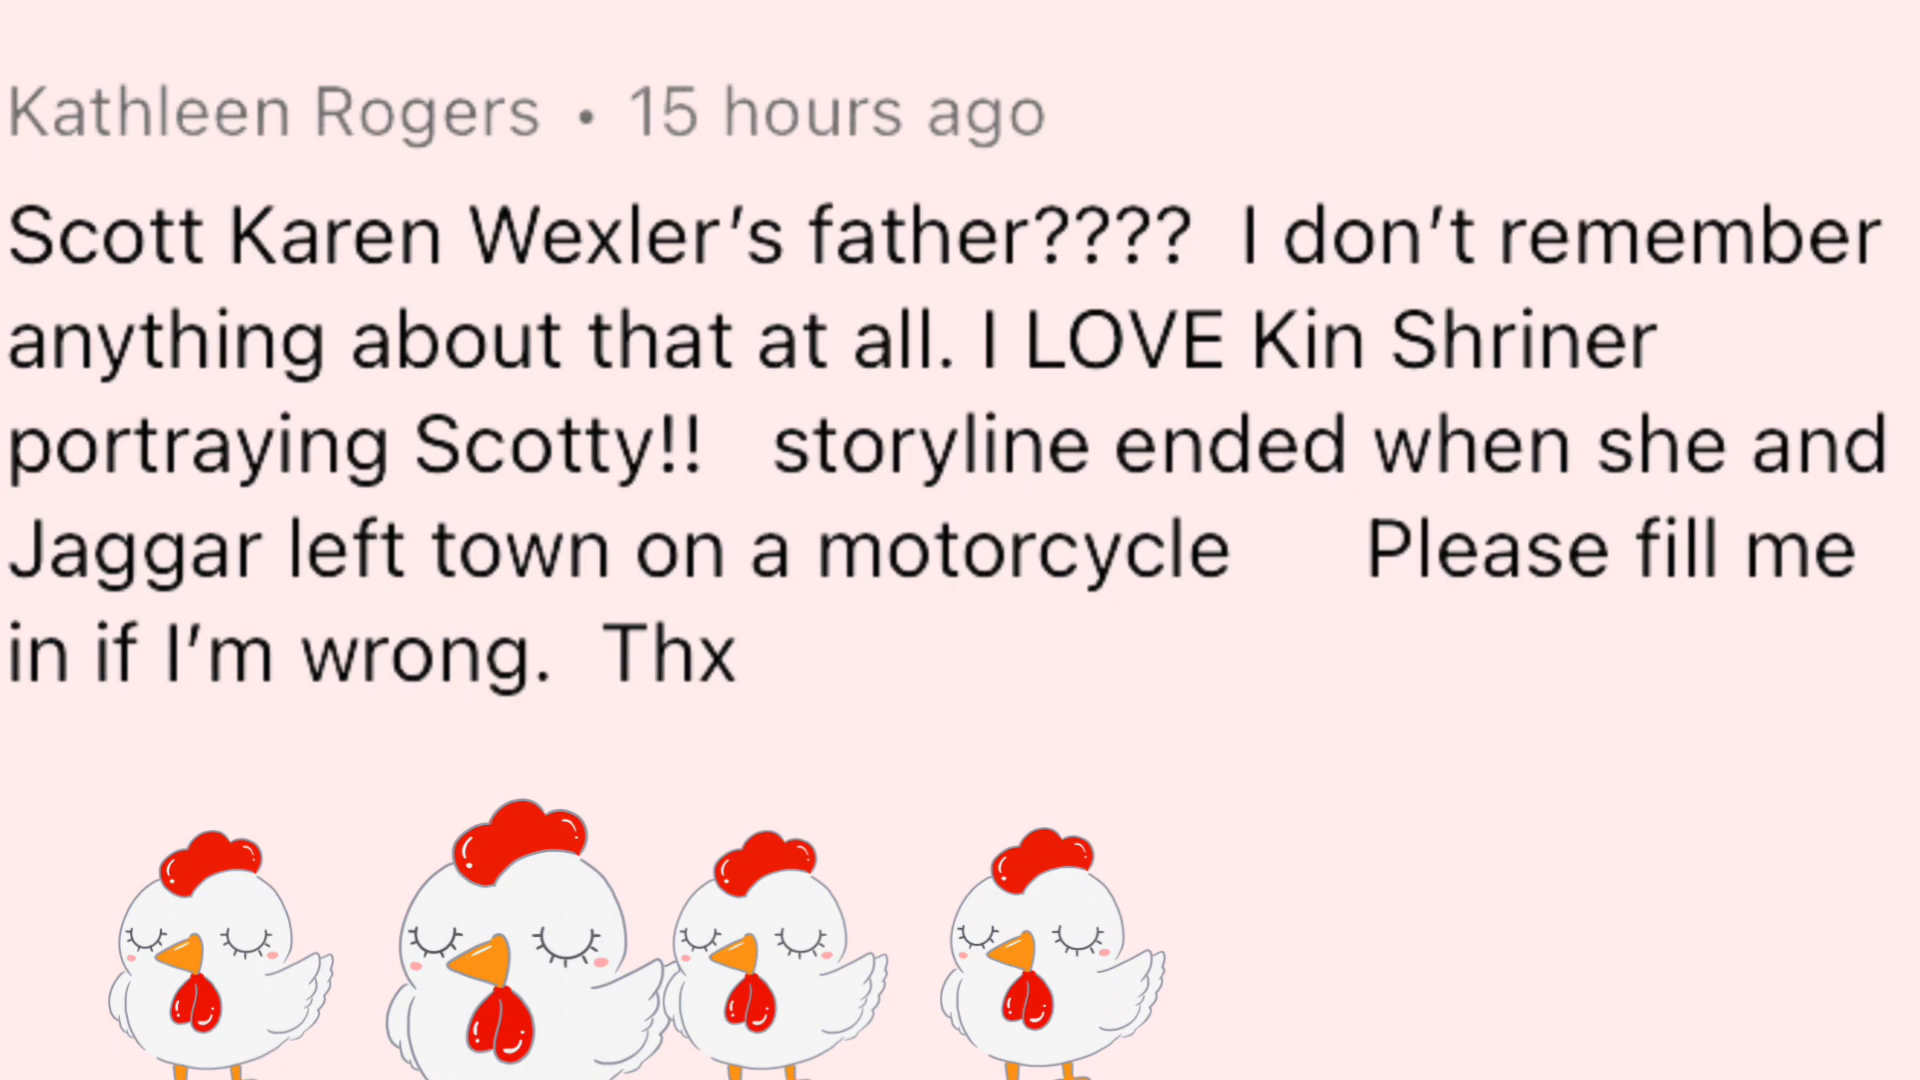 Kathleen Rogers • 15 hours ago
Scott Karen Wexler’s father????  I don’t remember
anything about that at all. I LOVE Kin Shriner
portraying Scotty!!   storyline ended when she and
Jaggar left town on a motorcycle      Please fill me
in if I’m wrong.  Thx